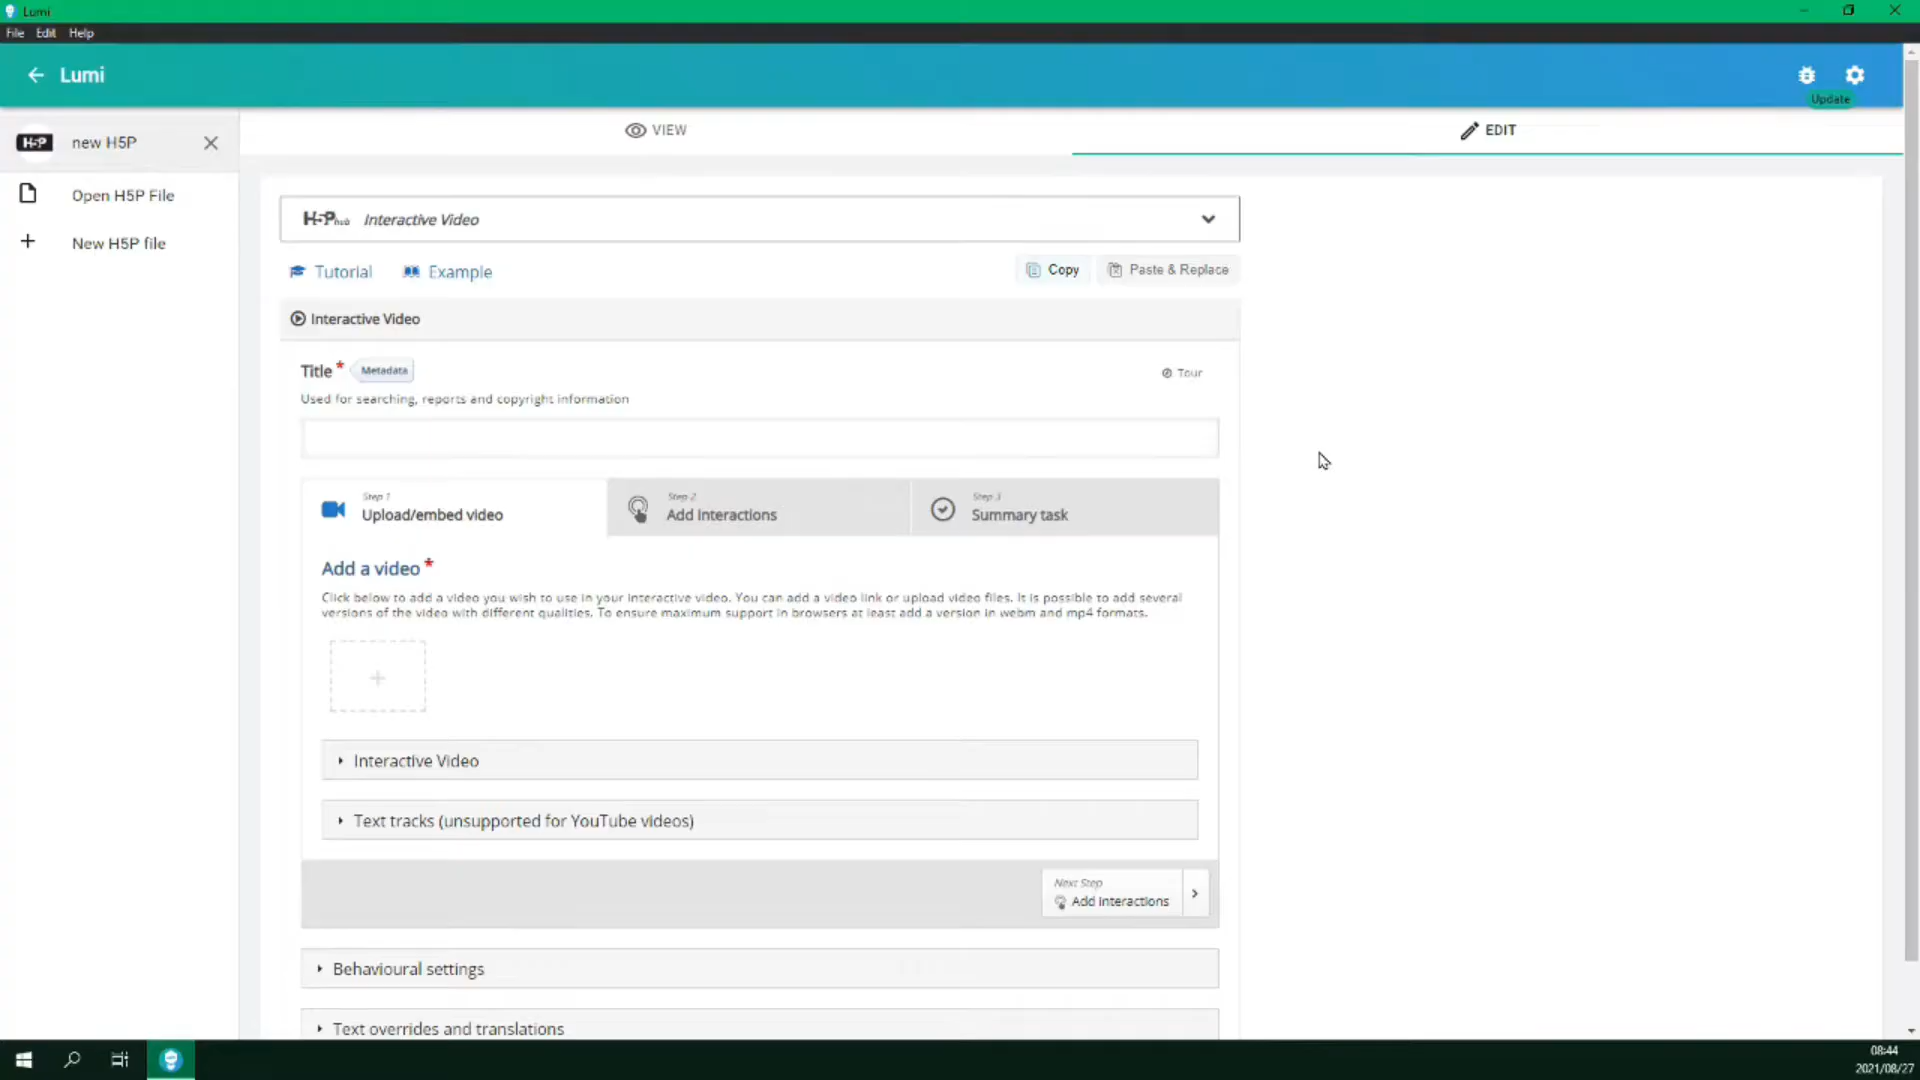 Lumi
File Edit Help
Lumi
Update
H5P new H5P
Open H5P File
New H5P file
VIEW
EDIT
H5Phub Interactive Video
Tutorial Example
Copy Paste & Replace
Interactive Video
Title * Metadata
Tour
Used for searching, reports and copyright information
Step 1
Upload/embed video
Step 2
Add interactions
Step 3
Summary task
Add a video *
Click below to add a video you wish to use in your interactive video. You can add a video link or upload video files. It is possible to add several
versions of the video with different qualities. To ensure maximum support in browsers at least add a version in webm and mp4 formats.
Interactive Video
Text tracks (unsupported for YouTube videos)
Next Step
Add interactions
Behavioural settings
Text overrides and translations
08:44
2021/08/27